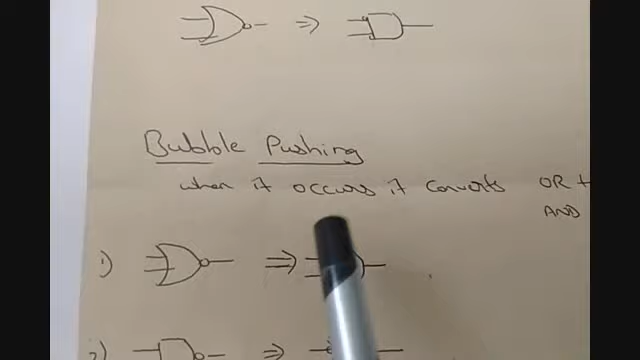 Bubble Pushing
when it occurs it converts OR t
AND
1)
2)